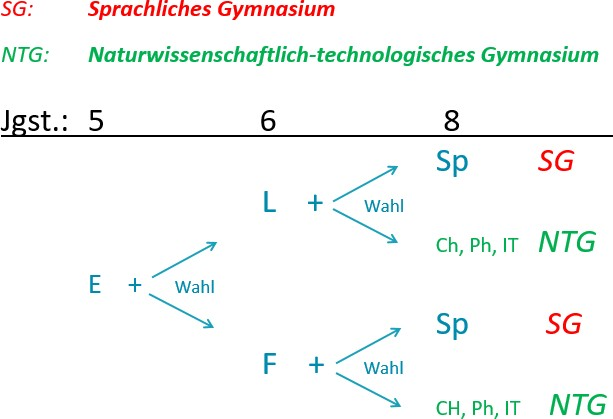 SG: Sprachliches Gymnasium
NTG: Naturwissenschaftlich-technologisches Gymnasium
Jgst.: 5 6 8
Sp SG
L + Wahl
Ch, Ph, IT NTG
E + Wahl
Sp SG
F + Wahl
CH, Ph, IT NTG